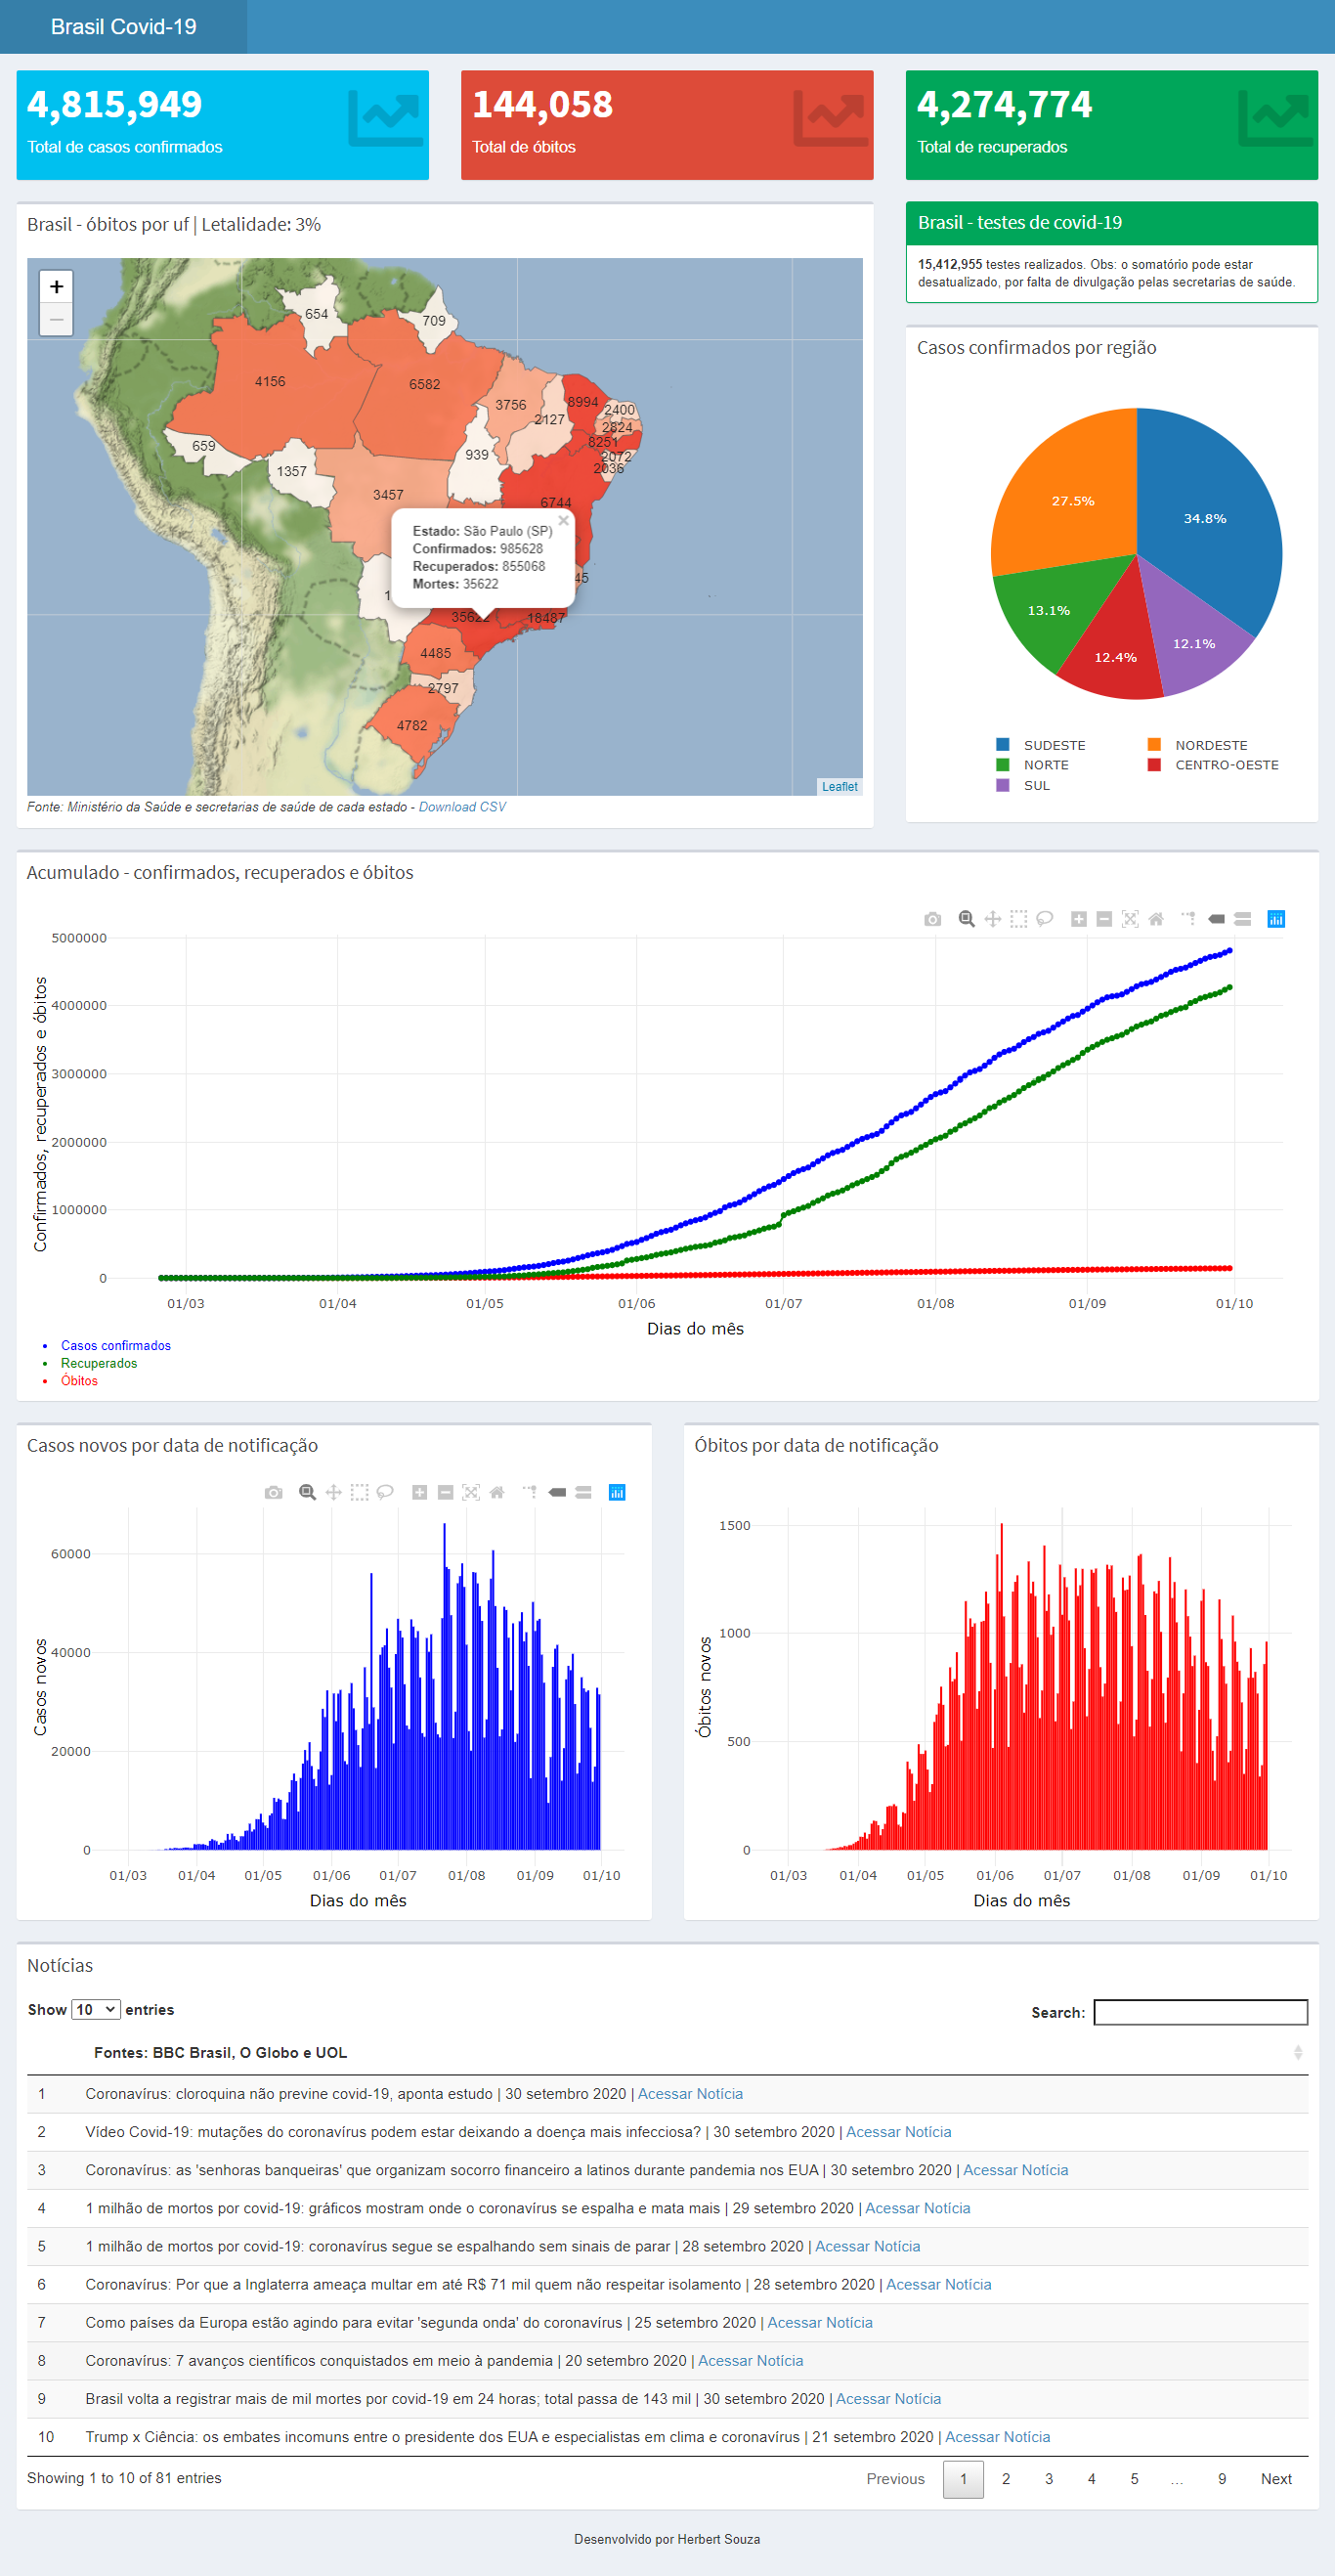 Brasil Covid-19
4,815,949
Total de casos confirmados
144,058
Total de óbitos
4,274,774
Total de recuperados
Brasil - óbitos por uf | Letalidade: 3%
+
−
654
709
4156
6582
3756
2127
8994
2400
2824
8251
2072
2036
659
1357
939
3457
6744
×
Estado: São Paulo (SP)
Confirmados: 985628
Recuperados: 855068
Mortes: 35622
35622
18487
4485
2797
4782
Leaflet
Fonte: Ministério da Saúde e secretarias de saúde de cada estado - Download CSV
Brasil - testes de covid-19
15,412,955 testes realizados. Obs: o somatório pode estar
desatualizado, por falta de divulgação pelas secretarias de saúde.
Casos confirmados por região
34.8%
27.5%
13.1%
12.4%
12.1%
SUDESTE
NORDESTE
NORTE
CENTRO-OESTE
SUL
Acumulado - confirmados, recuperados e óbitos
Confirmados, recuperados e óbitos
5000000
4000000
3000000
2000000
1000000
0
01/03 01/04 01/05 01/06 01/07 01/08 01/09 01/10
Dias do mês
• Casos confirmados
• Recuperados
• Óbitos
Casos novos por data de notificação
Casos novos
60000
40000
20000
0
01/03 01/04 01/05 01/06 01/07 01/08 01/09 01/10
Dias do mês
Óbitos por data de notificação
Óbitos novos
1500
1000
500
0
01/03 01/04 01/05 01/06 01/07 01/08 01/09 01/10
Dias do mês
Notícias
Show 10 entries
Search:
Fontes: BBC Brasil, O Globo e UOL
1 Coronavírus: cloroquina não previne covid-19, aponta estudo | 30 setembro 2020 | Acessar Notícia
2 Vídeo Covid-19: mutações do coronavírus podem estar deixando a doença mais infecciosa? | 30 setembro 2020 | Acessar Notícia
3 Coronavírus: as 'senhoras banqueiras' que organizam socorro financeiro a latinos durante pandemia nos EUA | 30 setembro 2020 | Acessar Notícia
4 1 milhão de mortos por covid-19: gráficos mostram onde o coronavírus se espalha e mata mais | 29 setembro 2020 | Acessar Notícia
5 1 milhão de mortos por covid-19: coronavírus segue se espalhando sem sinais de parar | 28 setembro 2020 | Acessar Notícia
6 Coronavírus: Por que a Inglaterra ameaça multar em até R$ 71 mil quem não respeitar isolamento | 28 setembro 2020 | Acessar Notícia
7 Como países da Europa estão agindo para evitar 'segunda onda' do coronavírus | 25 setembro 2020 | Acessar Notícia
8 Coronavírus: 7 avanços científicos conquistados em meio à pandemia | 20 setembro 2020 | Acessar Notícia
9 Brasil volta a registrar mais de mil mortes por covid-19 em 24 horas; total passa de 143 mil | 30 setembro 2020 | Acessar Notícia
10 Trump x Ciência: os embates incomuns entre o presidente dos EUA e especialistas em clima e coronavírus | 21 setembro 2020 | Acessar Notícia
Showing 1 to 10 of 81 entries
Previous 1 2 3 4 5 … 9 Next
Desenvolvido por Herbert Souza